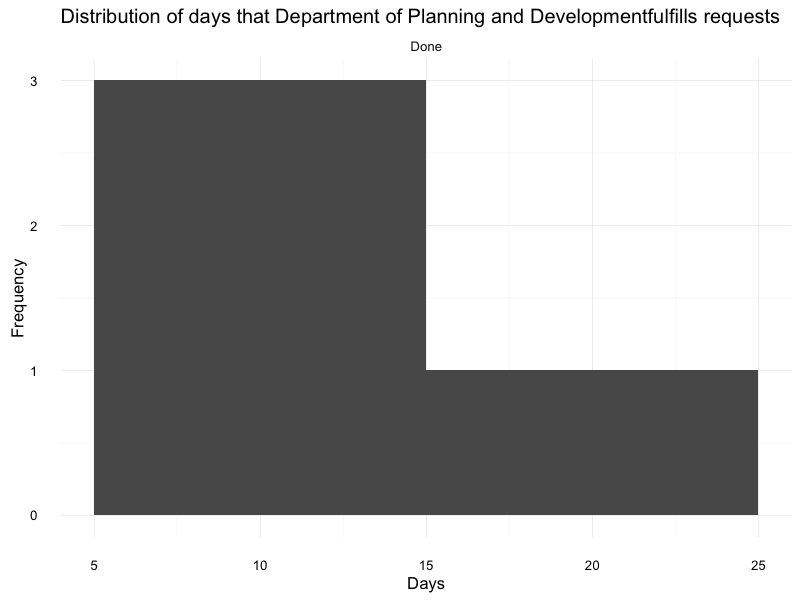 Distribution of days that Department of Planning and Developmentfulfills requests
Done
3
2
1
0
Frequency
5 10 15 20 25
Days